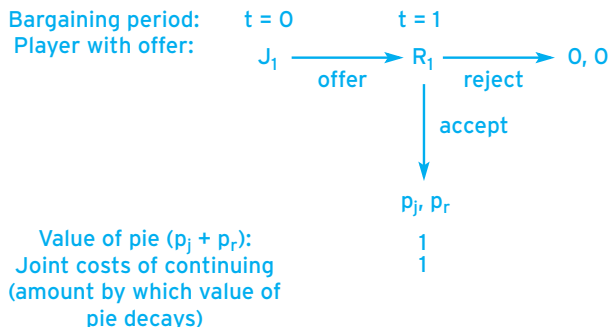 Bargaining period: t = 0 t = 1
Player with offer:
J₁ R₁ 0, 0
offer reject
accept
pⱼ, pᵣ
Value of pie (pⱼ + pᵣ): 1
Joint costs of continuing 1
(amount by which value of
pie decays)